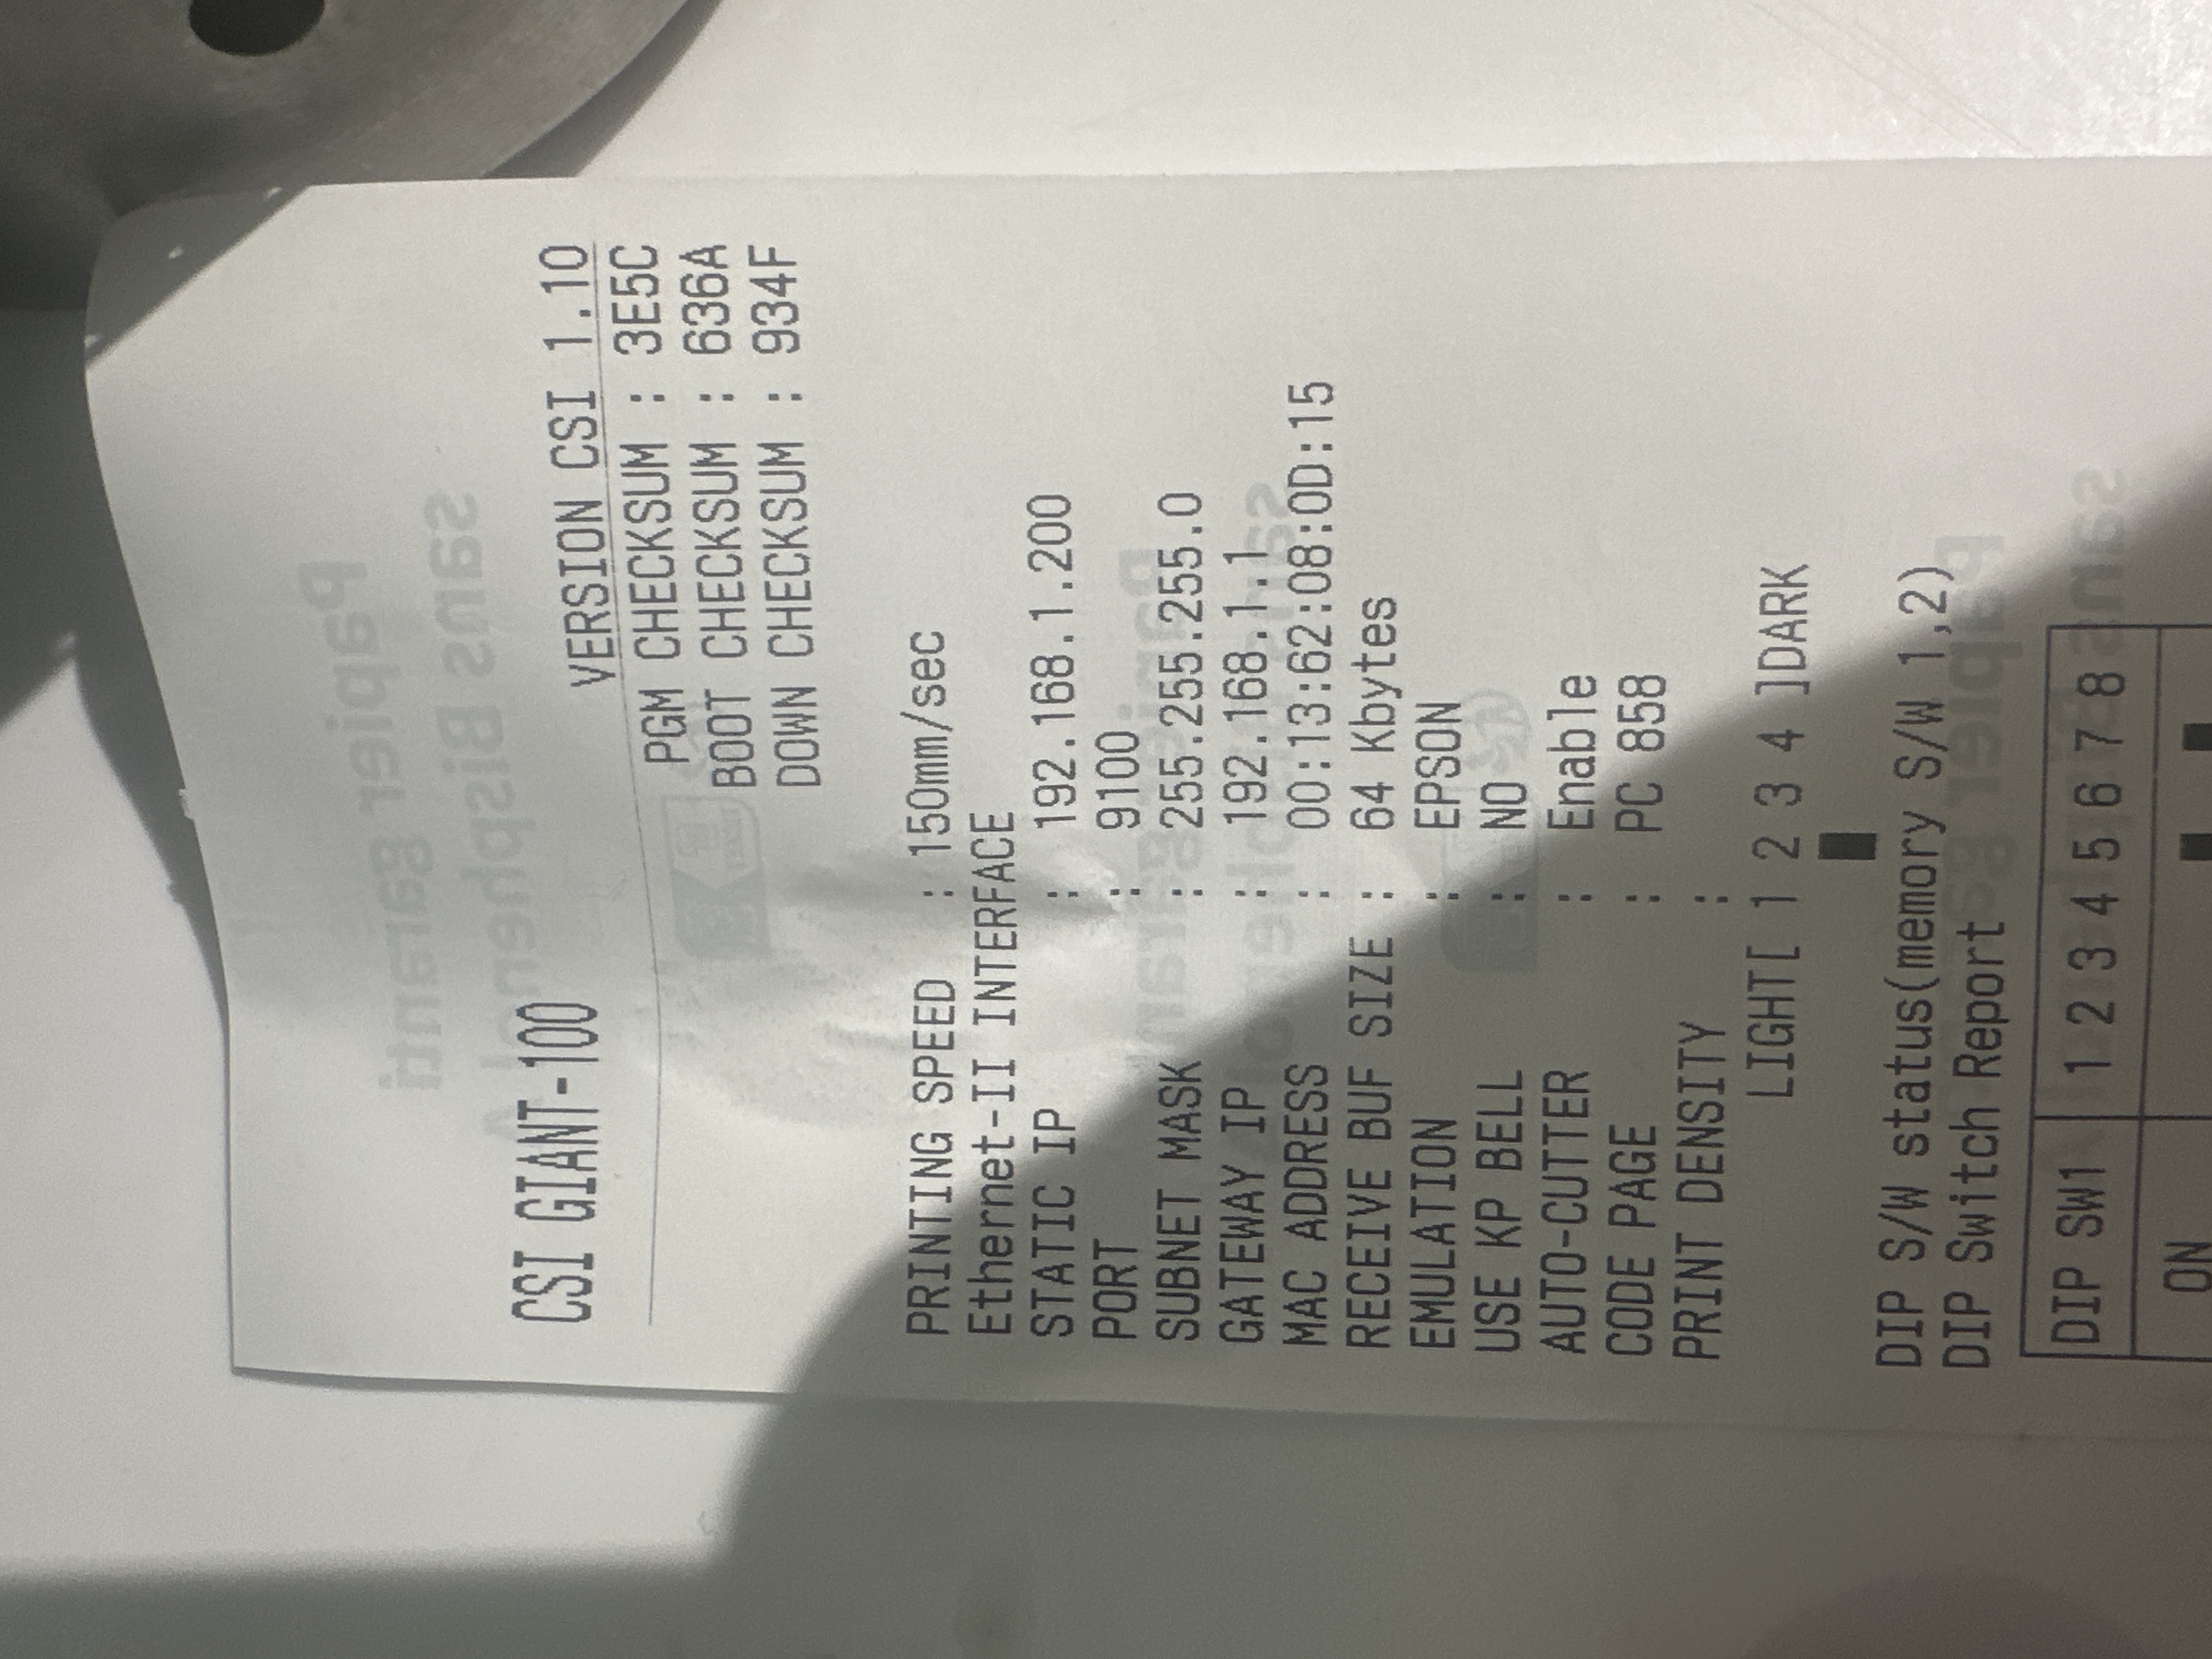 Papier garanti
sans Bisphenol A
CSI GIANT-100
VERSION CSI 1.10
PGM CHECKSUM : 3E5C
BOOT CHECKSUM : 636A
DOWN CHECKSUM : 934F
PRINTING SPEED : 150mm/sec
Ethernet-II INTERFACE
STATIC IP : 192.168.1.200
PORT : 9100
SUBNET MASK : 255.255.255.0
GATEWAY IP : 192.168.1.1
MAC ADDRESS : 00:13:62:08:0D:15
RECEIVE BUF SIZE : 64 Kbytes
EMULATION : EPSON
USE KP BELL : NO
AUTO-CUTTER : Enable
CODE PAGE : PC 858
PRINT DENSITY :
LIGHT[ 1 2 3 4 ]DARK
DIP S/W status(memory S/W 1,2)
DIP Switch Report
DIP SW1 1 2 3 4 5 6 7 8
ON